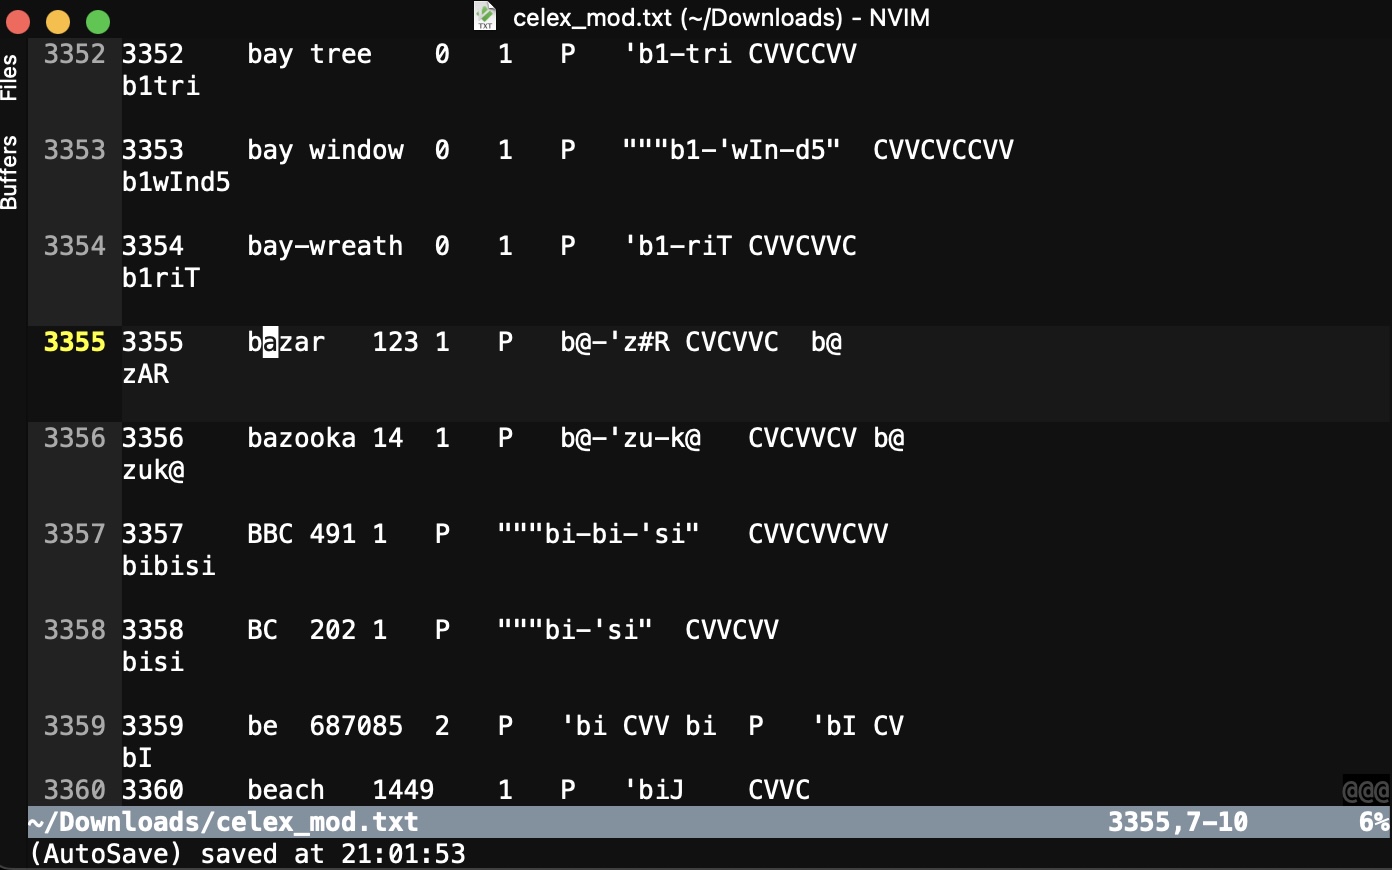 celex_mod.txt (~/Downloads) - NVIM
Files
Buffers
3352 3352 bay tree 0 1 P 'b1-tri CVVCCVV
b1tri
3353 3353 bay window 0 1 P """b1-'wIn-d5" CVVCVCCVV
b1wInd5
3354 3354 bay-wreath 0 1 P 'b1-riT CVVCVVC
b1riT
3355 3355 bazar 123 1 P b@-'z#R CVCVVC b@
zAR
3356 3356 bazooka 14 1 P b@-'zu-k@ CVCVVCV b@
zuk@
3357 3357 BBC 491 1 P """bi-bi-'si" CVVCVVCVV
bibisi
3358 3358 BC 202 1 P """bi-'si" CVVCVV
bisi
3359 3359 be 687085 2 P 'bi CVV bi P 'bI CV
bI
3360 3360 beach 1449 1 P 'biJ CVVC @@@
~/Downloads/celex_mod.txt 3355,7-10 6%
(AutoSave) saved at 21:01:53